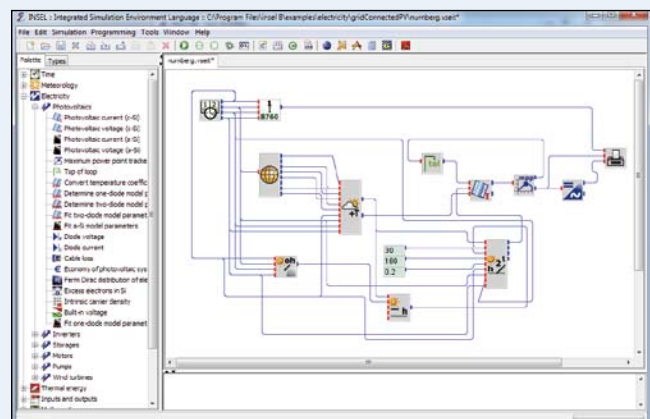 INSEL : Integrated Simulation Environment Language :: C:\Program Files\insel 8\examples\electricity\gridConnectedPV\nurnberg.vseit*
File Edit Simulation Programming Tools Window Help
Palette Types
nurnberg.vseit*
Time
Meteorology
Electricity
Photovoltaics
Photovoltaic current (c-Si)
Photovoltaic voltage (c-Si)
Photovoltaic current (a-Si)
Photovoltaic voltage (a-Si)
Maximum power point tracke
Top of loop
Convert temperature coeffic
Determine one-diode model p
Determine two-diode model p
Fit two-diode model paramet
Fit a-Si model parameters
Diode voltage
Diode current
Cable loss
Economy of photovoltaic sys
Fermi Dirac distribution of ele
Excess electrons in Si
Intrinsic carrier density
Built-in voltage
Fit one-diode model paramet
Inverters
Storages
Motors
Pumps
Wind turbines
Thermal energy
Inputs and outputs
12
8760
tol
mpp
+t
oh
30
180
0.2
h
h